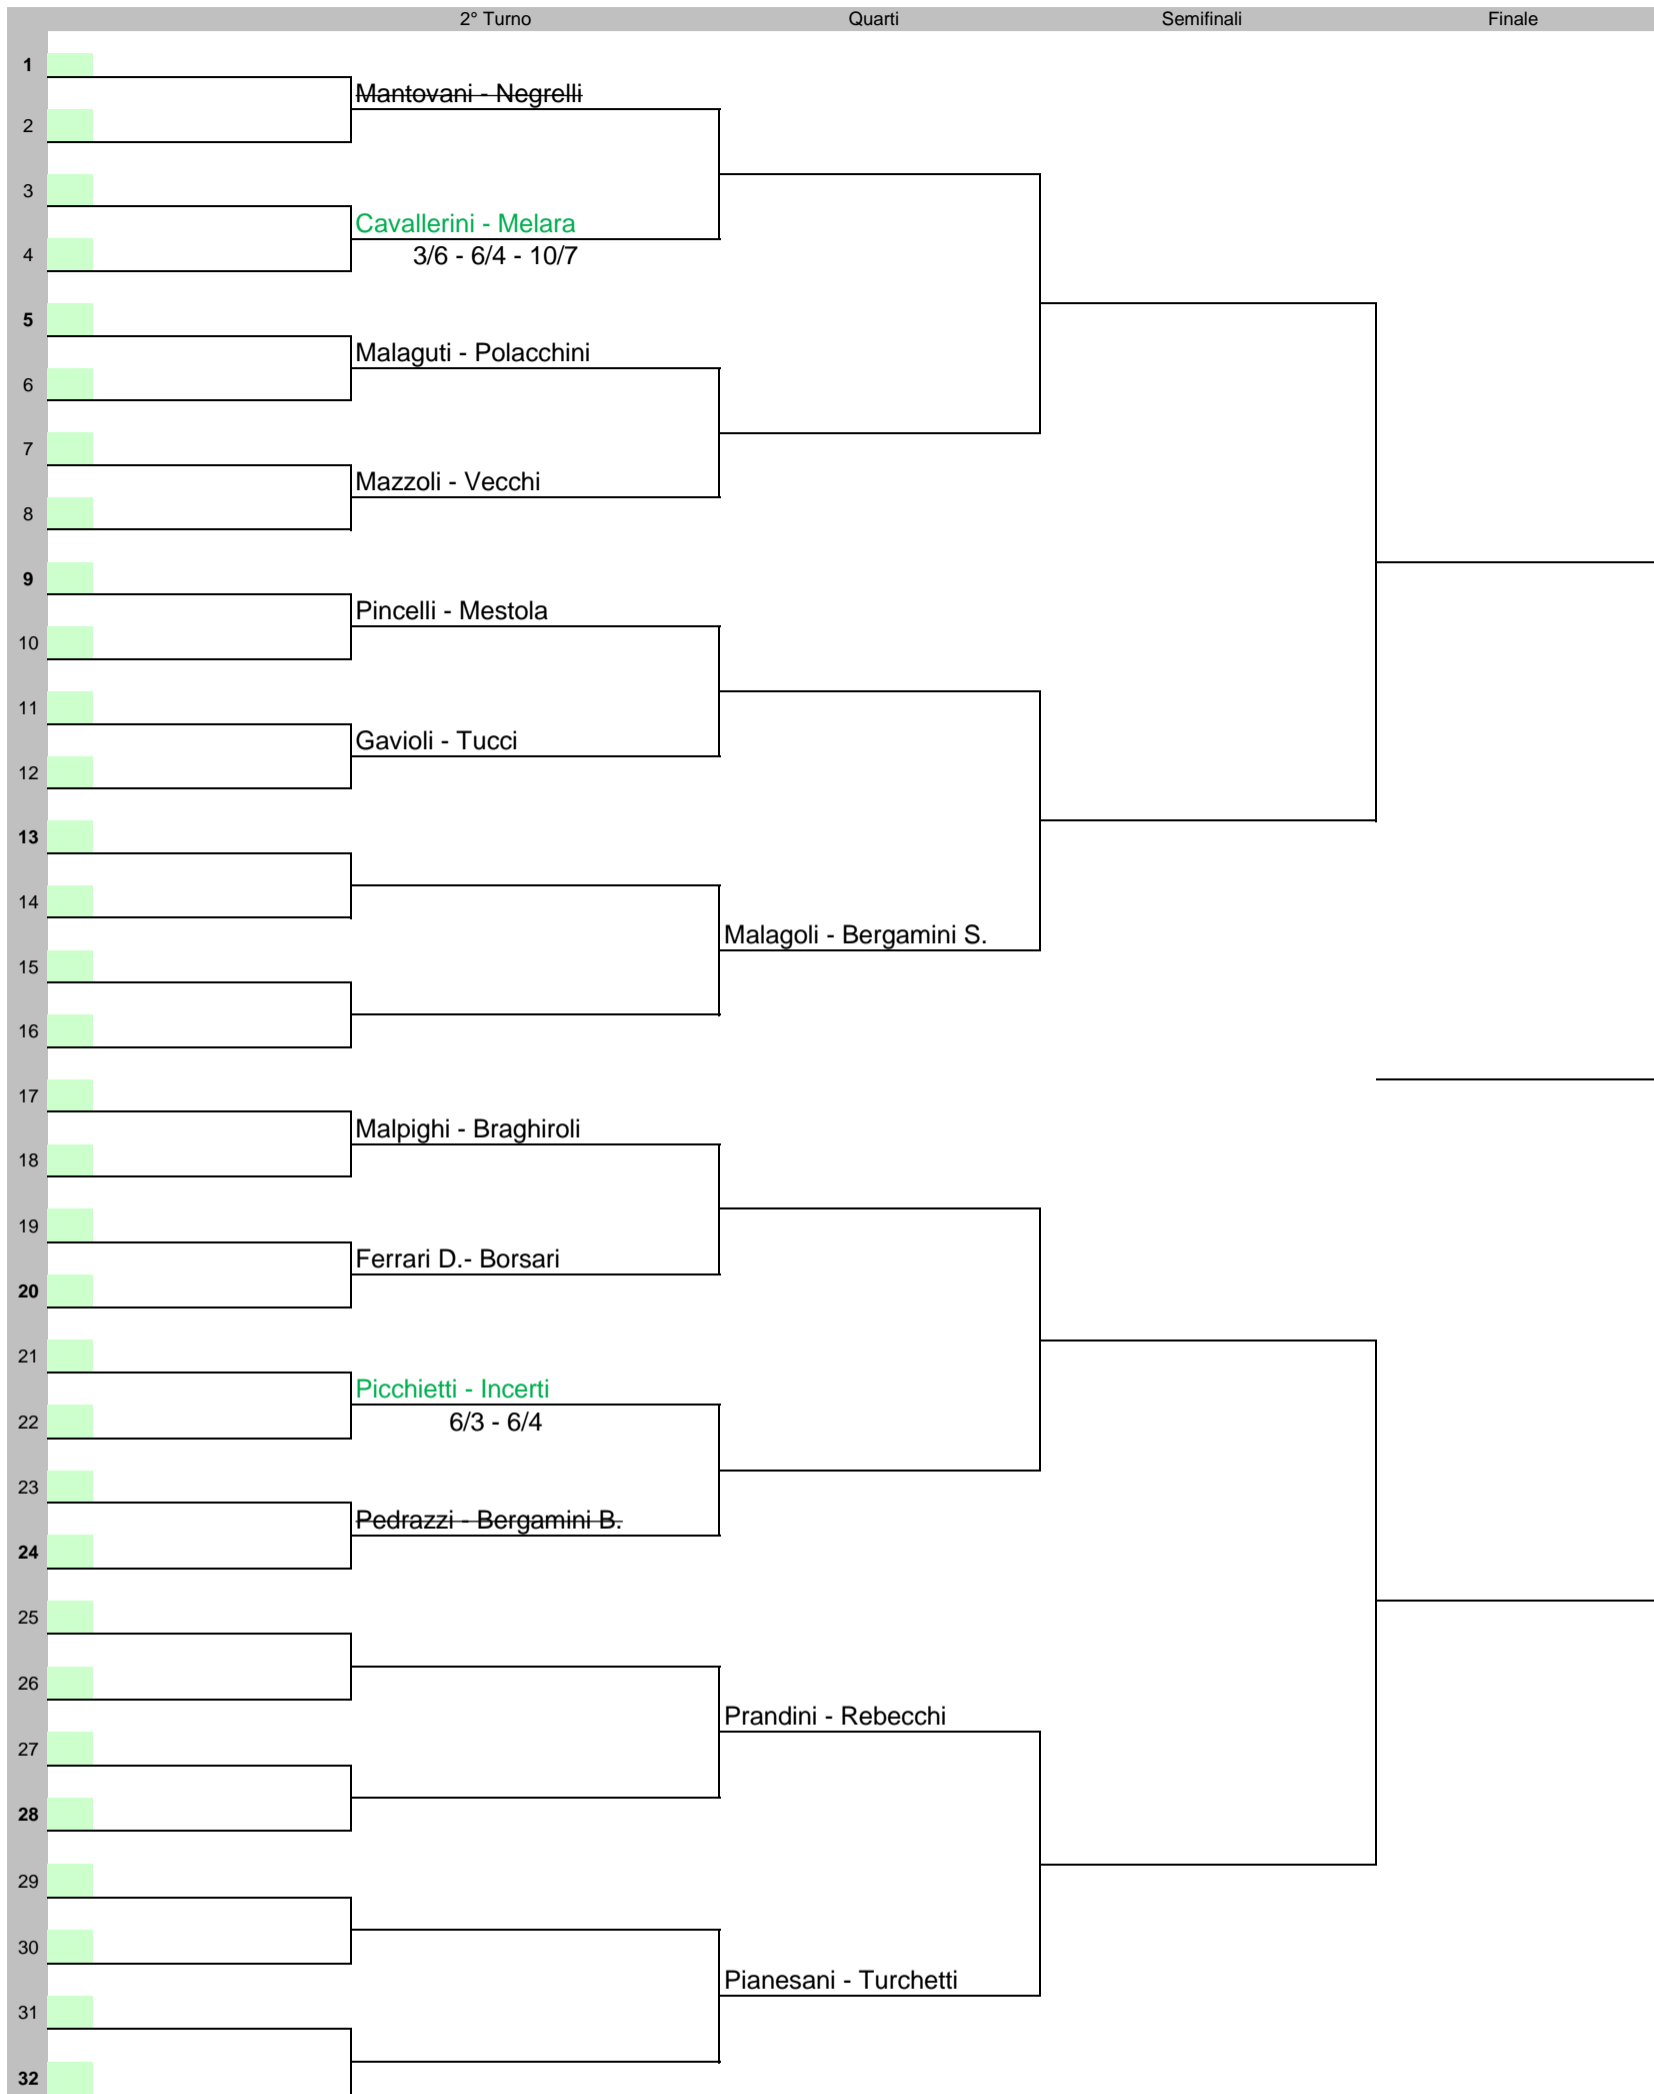 2° Turno Quarti Semifinali Finale
1
Mantovani - Negrelli
2
3
Cavallerini - Melara
4
3/6 - 6/4 - 10/7
5
Malaguti - Polacchini
6
7
Mazzoli - Vecchi
8
9
Pincelli - Mestola
10
11
Gavioli - Tucci
12
13
14
Malagoli - Bergamini S.
15
16
17
Malpighi - Braghiroli
18
19
Ferrari D.- Borsari
20
21
Picchietti - Incerti
22
6/3 - 6/4
23
Pedrazzi - Bergamini B.
24
25
26
Prandini - Rebecchi
27
28
29
30
Pianesani - Turchetti
31
32